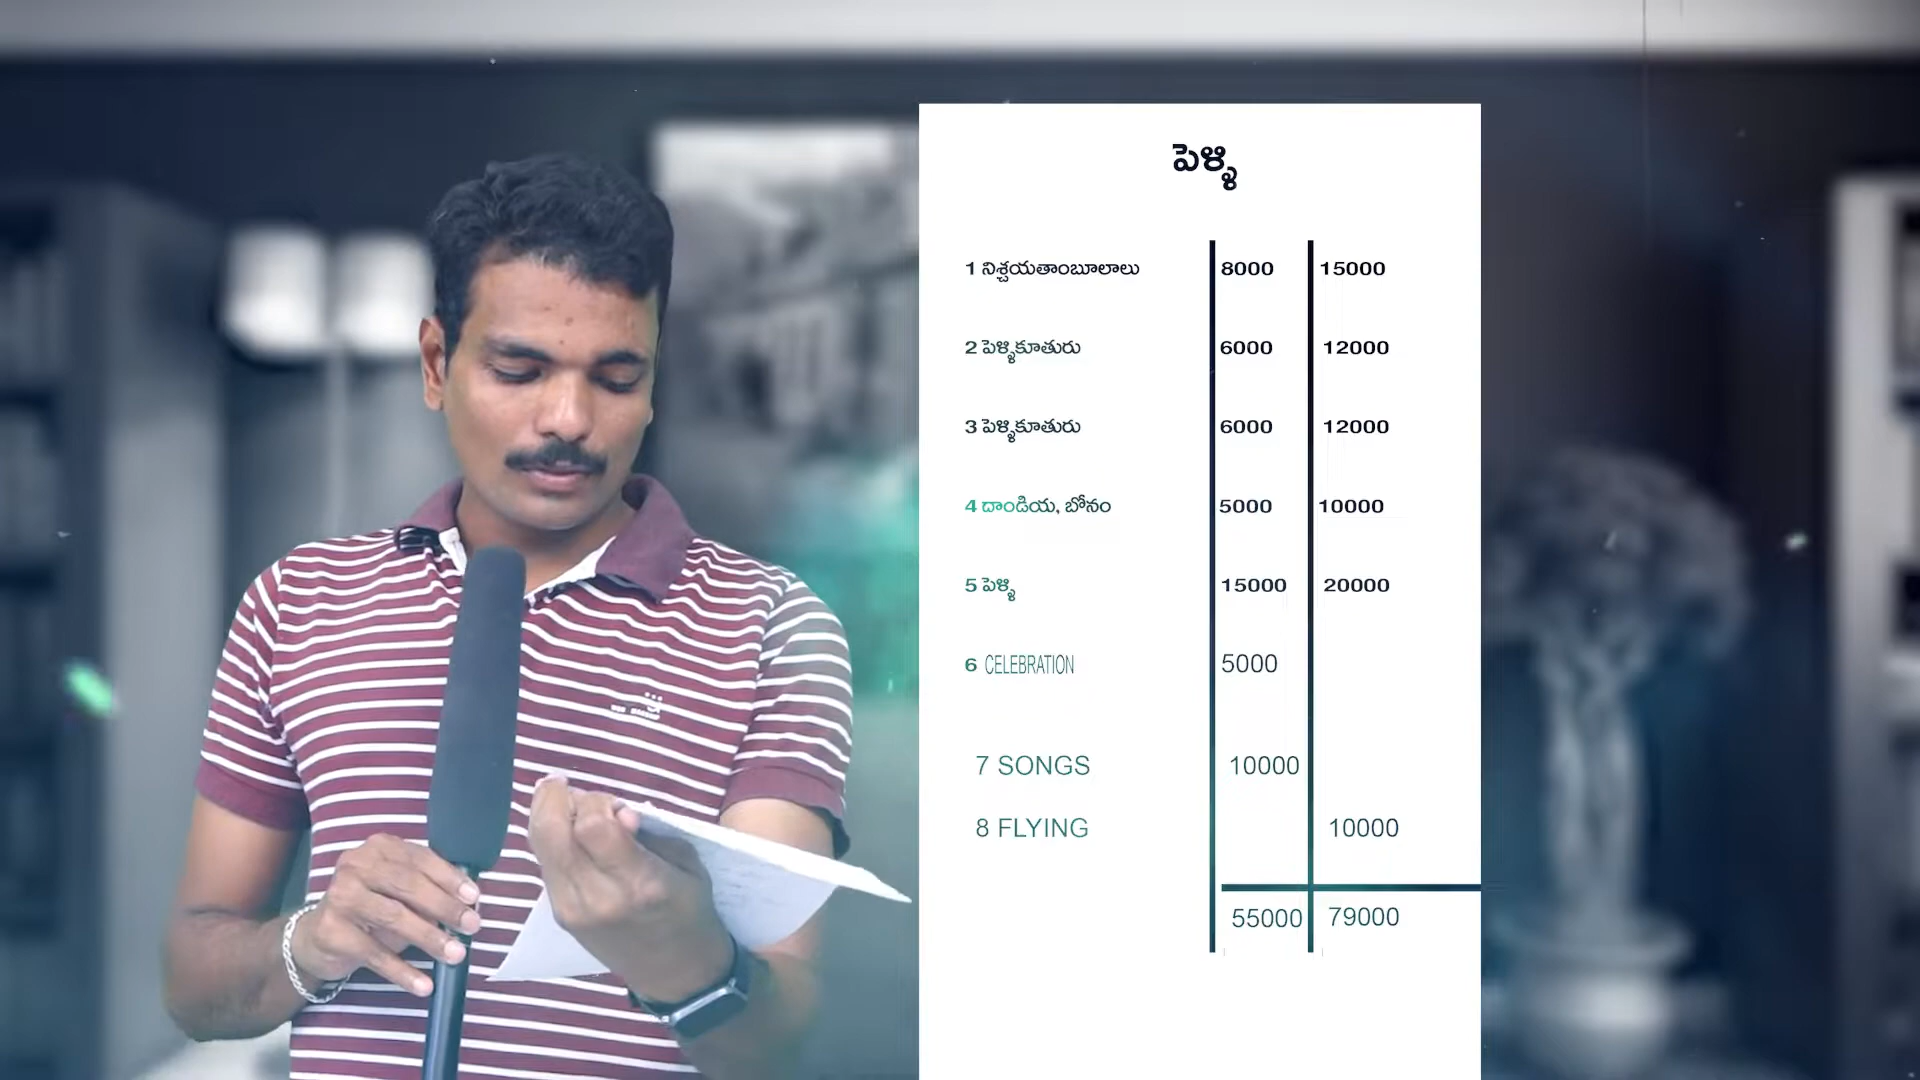 పెళ్ళి
1 నిశ్చయతాంబూలాలు 8000 15000
2 పెళ్ళికూతురు 6000 12000
3 పెళ్ళికూతురు 6000 12000
4 దాండియ, బోనం 5000 10000
5 పెళ్ళి 15000 20000
6 CELEBRATION 5000
7 SONGS 10000
8 FLYING 10000
55000 79000